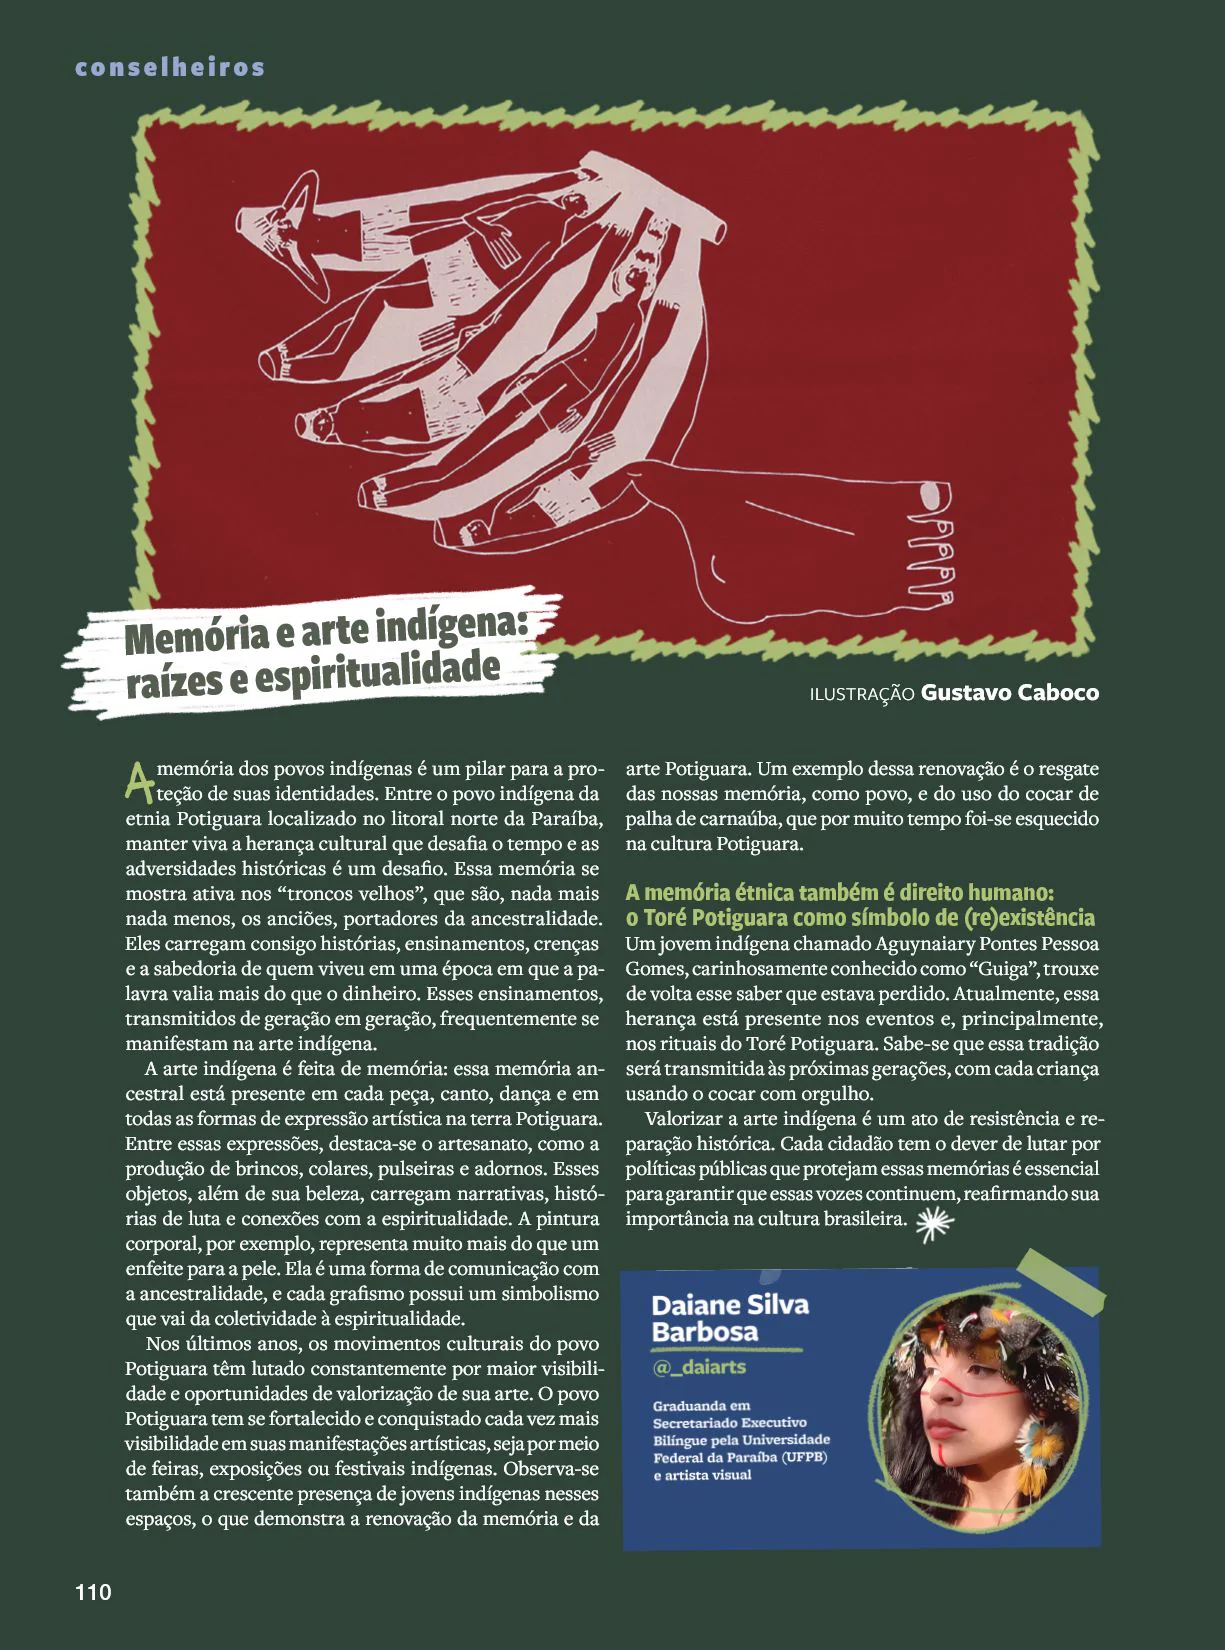 conselheiros
Memória e arte indígena:
raízes e espiritualidade
ILUSTRAÇÃO Gustavo Caboco
A memória dos povos indígenas é um pilar para a pro-
teção de suas identidades. Entre o povo indígena da
etnia Potiguara localizado no litoral norte da Paraíba,
manter viva a herança cultural que desafia o tempo e as
adversidades históricas é um desafio. Essa memória se
mostra ativa nos “troncos velhos”, que são, nada mais
nada menos, os anciões, portadores da ancestralidade.
Eles carregam consigo histórias, ensinamentos, crenças
e a sabedoria de quem viveu em uma época em que a pa-
lavra valia mais do que o dinheiro. Esses ensinamentos,
transmitidos de geração em geração, frequentemente se
manifestam na arte indígena.
A arte indígena é feita de memória: essa memória an-
cestral está presente em cada peça, canto, dança e em
todas as formas de expressão artística na terra Potiguara.
Entre essas expressões, destaca-se o artesanato, como a
produção de brincos, colares, pulseiras e adornos. Esses
objetos, além de sua beleza, carregam narrativas, histó-
rias de luta e conexões com a espiritualidade. A pintura
corporal, por exemplo, representa muito mais do que um
enfeite para a pele. Ela é uma forma de comunicação com
a ancestralidade, e cada grafismo possui um simbolismo
que vai da coletividade à espiritualidade.
Nos últimos anos, os movimentos culturais do povo
Potiguara têm lutado constantemente por maior visibili-
dade e oportunidades de valorização de sua arte. O povo
Potiguara tem se fortalecido e conquistado cada vez mais
visibilidade em suas manifestações artísticas, seja por meio
de feiras, exposições ou festivais indígenas. Observa-se
também a crescente presença de jovens indígenas nesses
espaços, o que demonstra a renovação da memória e da
arte Potiguara. Um exemplo dessa renovação é o resgate
das nossas memória, como povo, e do uso do cocar de
palha de carnaúba, que por muito tempo foi-se esquecido
na cultura Potiguara.
A memória étnica também é direito humano:
o Toré Potiguara como símbolo de (re)existência
Um jovem indígena chamado Aguynaiary Pontes Pessoa
Gomes, carinhosamente conhecido como “Guiga”, trouxe
de volta esse saber que estava perdido. Atualmente, essa
herança está presente nos eventos e, principalmente,
nos rituais do Toré Potiguara. Sabe-se que essa tradição
será transmitida às próximas gerações, com cada criança
usando o cocar com orgulho.
Valorizar a arte indígena é um ato de resistência e re-
paração histórica. Cada cidadão tem o dever de lutar por
políticas públicas que protejam essas memórias é essencial
para garantir que essas vozes continuem, reafirmando sua
importância na cultura brasileira.
Daiane Silva
Barbosa
@_daiarts
Graduanda em
Secretariado Executivo
Bilíngue pela Universidade
Federal da Paraíba (UFPB)
e artista visual
110